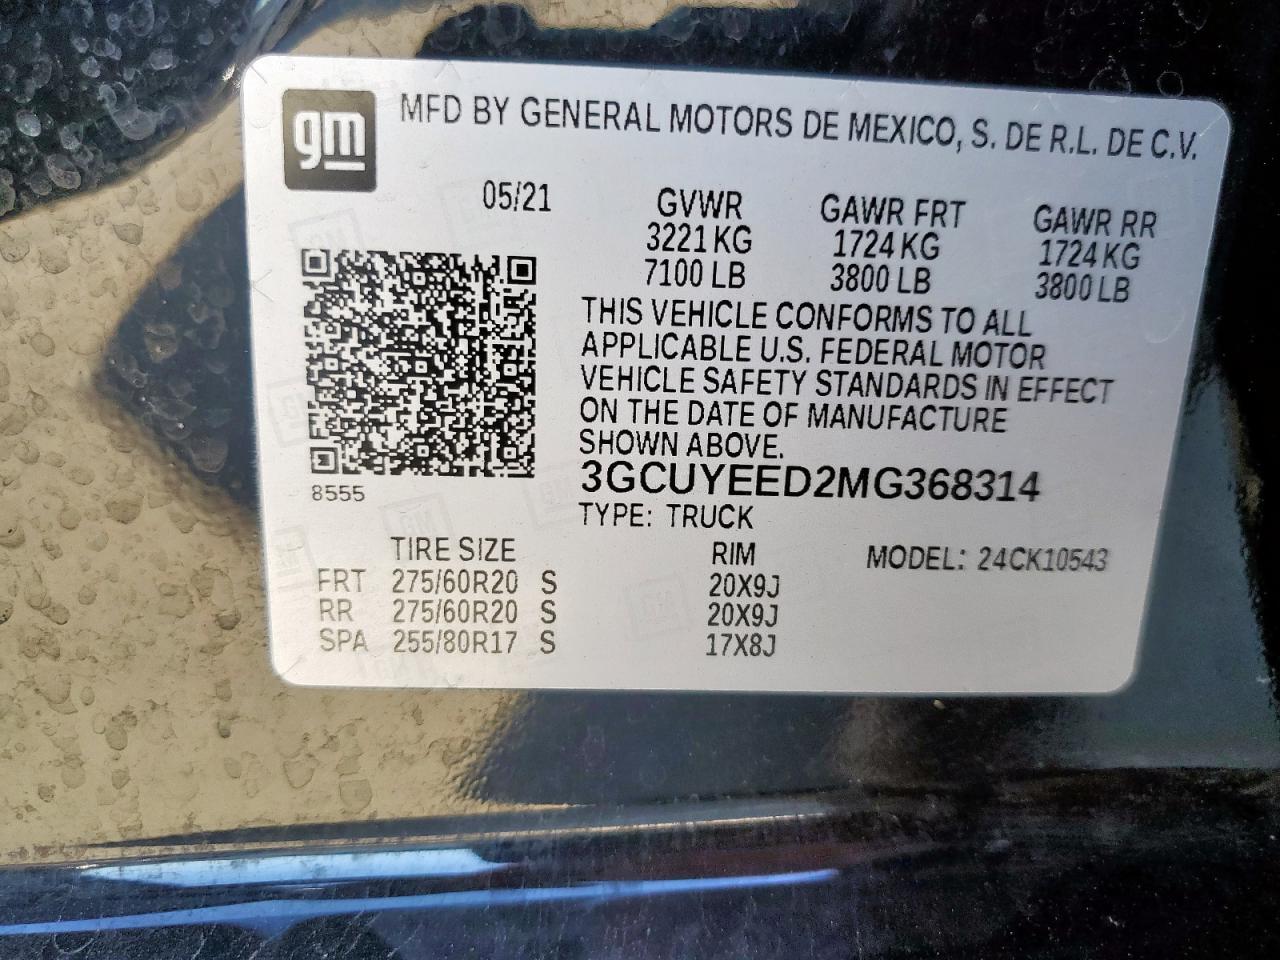 gm
MFD BY GENERAL MOTORS DE MEXICO, S. DE R.L. DE C.V.
05/21 GVWR GAWR FRT GAWR RR
3221 KG 1724 KG 1724 KG
7100 LB 3800 LB 3800 LB
THIS VEHICLE CONFORMS TO ALL
APPLICABLE U.S. FEDERAL MOTOR
VEHICLE SAFETY STANDARDS IN EFFECT
ON THE DATE OF MANUFACTURE
SHOWN ABOVE.
3GCUYEED2MG368314
8555
TYPE: TRUCK
TIRE SIZE RIM MODEL: 24CK10543
FRT 275/60R20 S 20X9J
RR 275/60R20 S 20X9J
SPA 255/80R17 S 17X8J